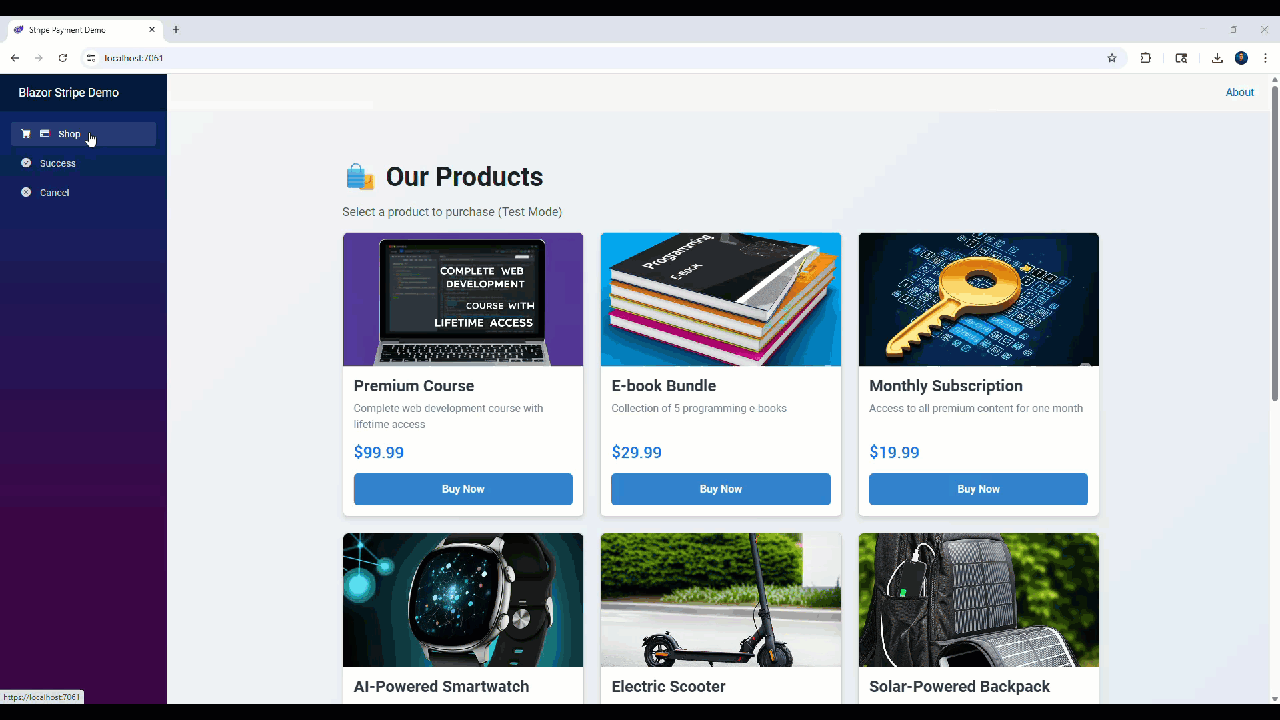 Stripe Payment Demo
localhost:7061
Blazor Stripe Demo
About
Shop
Success
Cancel
Our Products
Select a product to purchase (Test Mode)
COMPLETE WEB
DEVELOPMENT
COURSE WITH
LIFETIME ACCESS
Programming
E-book
Premium Course
Complete web development course with
lifetime access
$99.99
Buy Now
E-book Bundle
Collection of 5 programming e-books
$29.99
Buy Now
Monthly Subscription
Access to all premium content for one month
$19.99
Buy Now
AI-Powered Smartwatch
Electric Scooter
Solar-Powered Backpack
https://localhost:7061